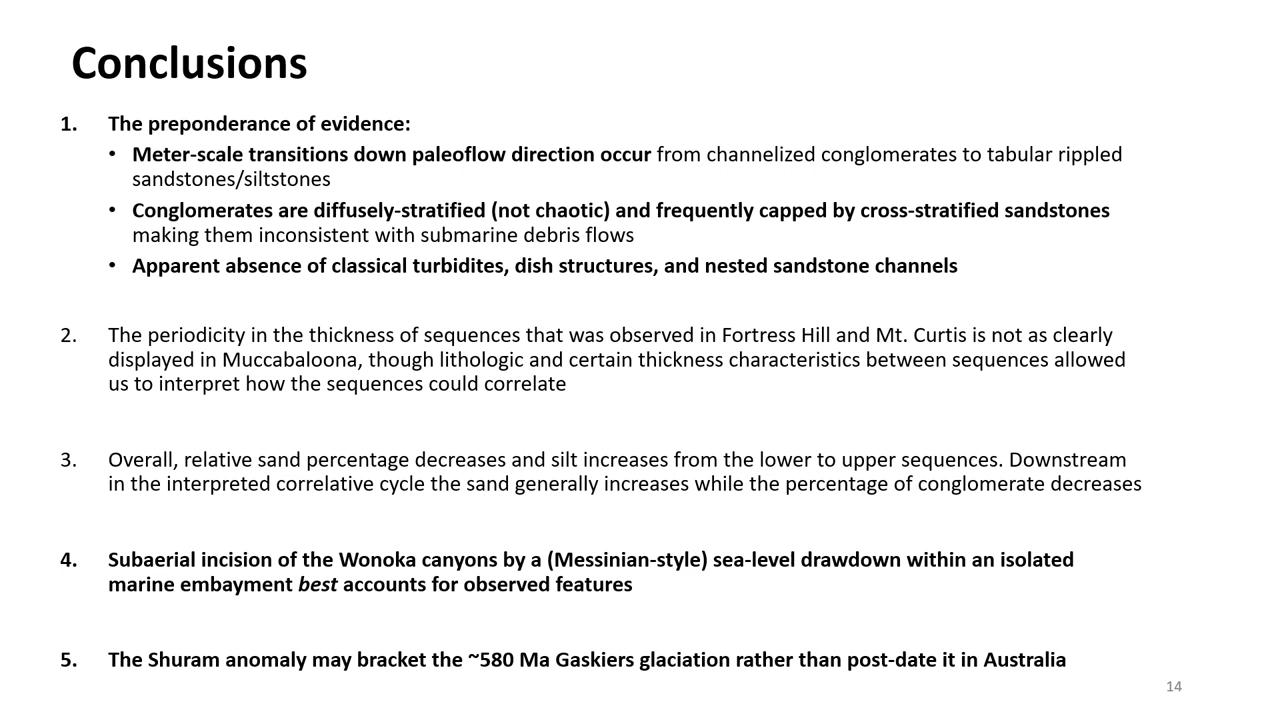 Conclusions
1. The preponderance of evidence:
• Meter-scale transitions down paleoflow direction occur from channelized conglomerates to tabular rippled
sandstones/siltstones
• Conglomerates are diffusely-stratified (not chaotic) and frequently capped by cross-stratified sandstones
making them inconsistent with submarine debris flows
• Apparent absence of classical turbidites, dish structures, and nested sandstone channels
2. The periodicity in the thickness of sequences that was observed in Fortress Hill and Mt. Curtis is not as clearly
displayed in Muccabaloona, though lithologic and certain thickness characteristics between sequences allowed
us to interpret how the sequences could correlate
3. Overall, relative sand percentage decreases and silt increases from the lower to upper sequences. Downstream
in the interpreted correlative cycle the sand generally increases while the percentage of conglomerate decreases
4. Subaerial incision of the Wonoka canyons by a (Messinian-style) sea-level drawdown within an isolated
marine embayment best accounts for observed features
5. The Shuram anomaly may bracket the ~580 Ma Gaskiers glaciation rather than post-date it in Australia
14